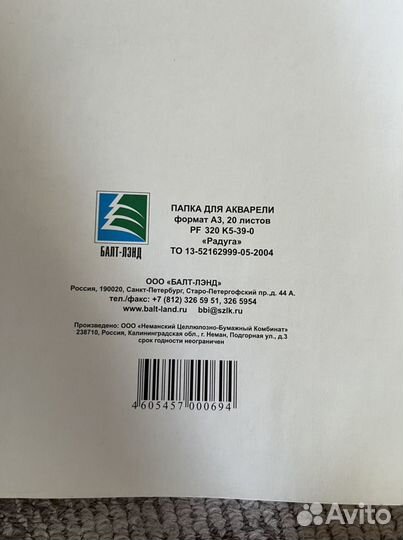 ПАПКА ДЛЯ АКВАРЕЛИ
формат А3, 20 листов
PF 320 K5-39-0
«Радуга»
ТО 13-52162999-05-2004
БАЛТ-ЛЭНД
ООО «БАЛТ-ЛЭНД»
Россия, 190020, Санкт-Петербург, Старо-Петергофский пр.,д. 44 А.
тел./факс: +7 (812) 326 59 51, 326 5954
www.balt-land.ru bbi@szlk.ru
Произведено: ООО «Неманский Целлюлозно-Бумажный Комбинат»
238710, Россия, Калининградская обл., г. Неман, Подгорная ул., д.3
срок годности неограничен
4605457000694
Avito